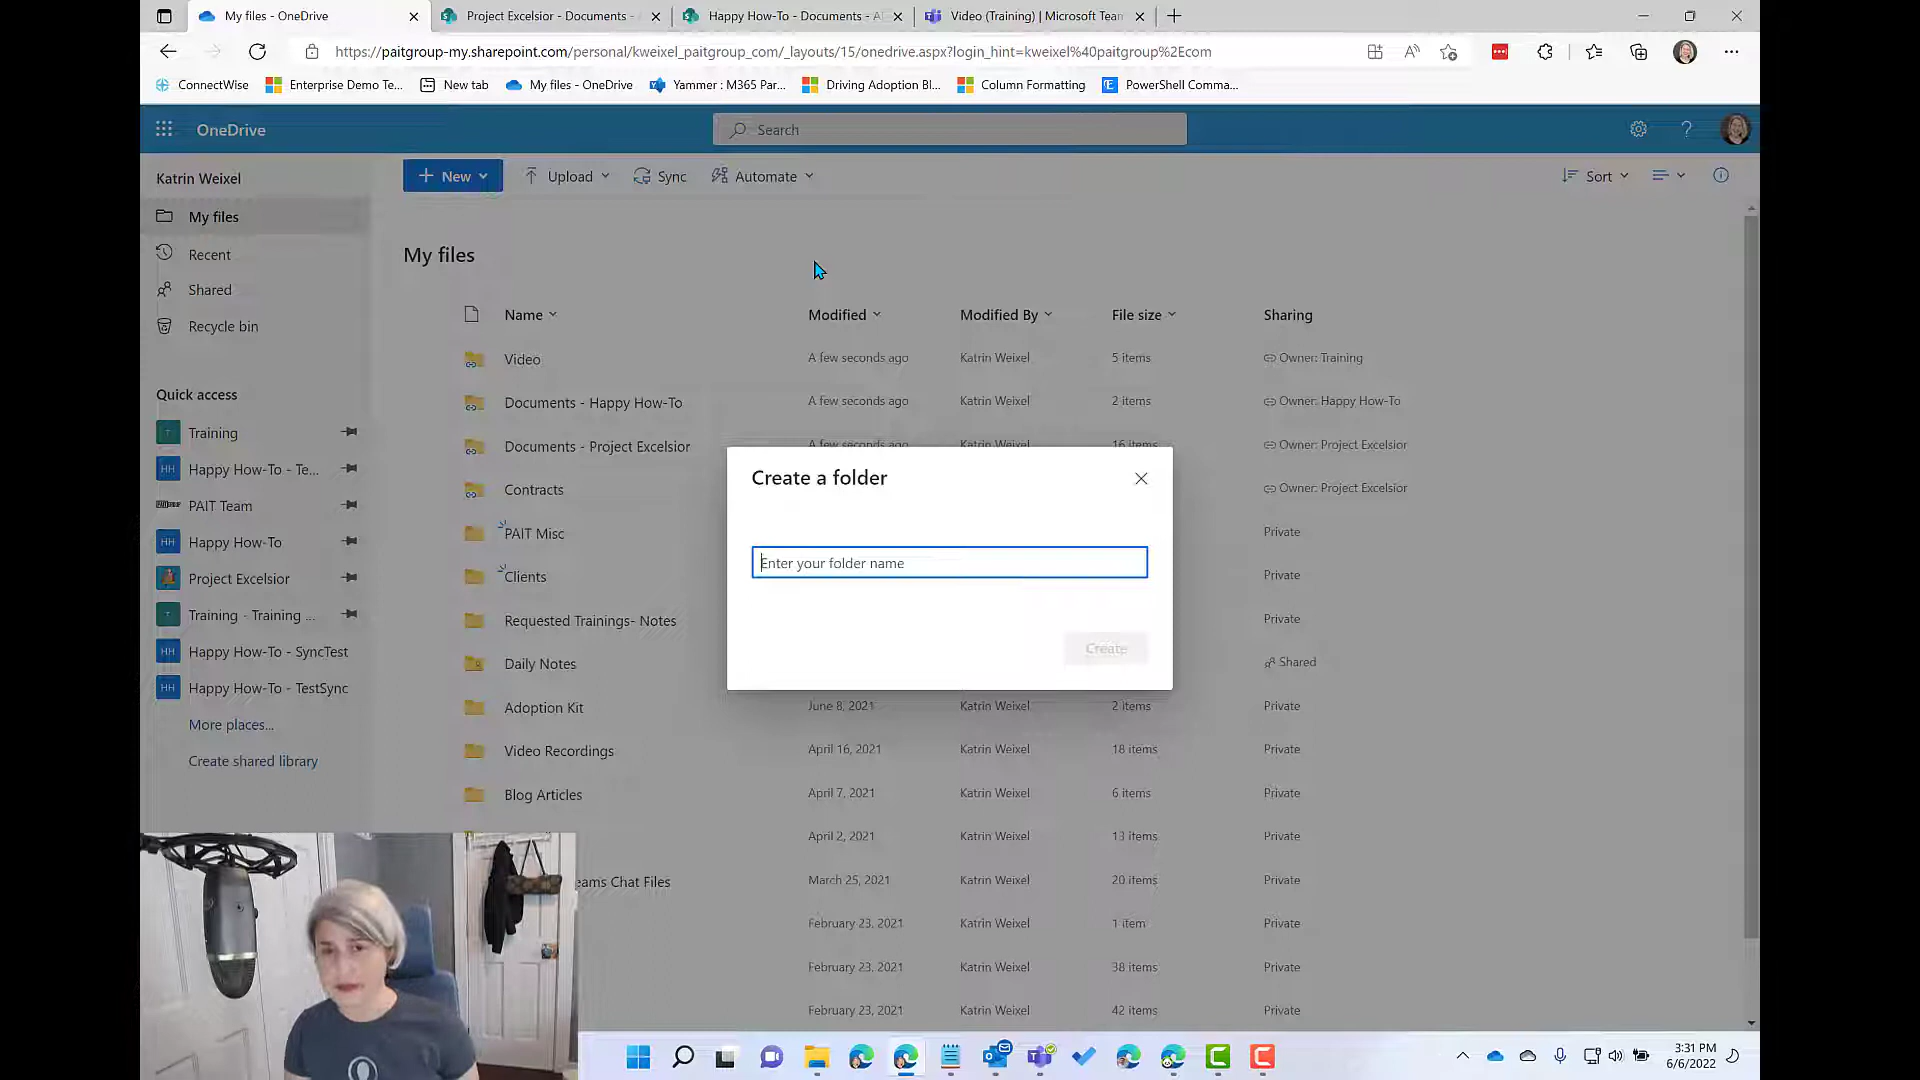 My files - OneDrive
Project Excelsior - Documents -
Happy How-To - Documents - A
Video (Training) | Microsoft Team
https://paitgroup-my.sharepoint.com/personal/kweixel_paitgroup_com/_layouts/15/onedrive.aspx?login_hint=kweixel%40paitgroup%2Ecom
ConnectWise
Enterprise Demo Te...
New tab
My files - OneDrive
Yammer : M365 Par...
Driving Adoption Bl...
Column Formatting
PowerShell Comma...
OneDrive
Search
Katrin Weixel
New
Upload
Sync
Automate
Sort
My files
Recent
Shared
Recycle bin
Quick access
Training
HH Happy How-To - Te...
PAIT Team
HH Happy How-To
Project Excelsior
Training - Training ...
HH Happy How-To - SyncTest
HH Happy How-To - TestSync
More places...
Create shared library
My files
Name Modified Modified By File size Sharing
Video A few seconds ago Katrin Weixel 5 items Owner: Training
Documents - Happy How-To A few seconds ago Katrin Weixel 2 items Owner: Happy How-To
Documents - Project Excelsior A few seconds ago Katrin Weixel 16 items Owner: Project Excelsior
Contracts Owner: Project Excelsior
PAIT Misc Private
Clients Private
Requested Trainings- Notes Private
Daily Notes Shared
Adoption Kit June 8, 2021 Katrin Weixel 2 items Private
Video Recordings April 16, 2021 Katrin Weixel 18 items Private
Blog Articles April 7, 2021 Katrin Weixel 6 items Private
April 2, 2021 Katrin Weixel 13 items Private
eams Chat Files March 25, 2021 Katrin Weixel 20 items Private
February 23, 2021 Katrin Weixel 1 item Private
February 23, 2021 Katrin Weixel 38 items Private
February 23, 2021 Katrin Weixel 42 items Private
Create a folder
Enter your folder name
Create
3:31 PM
6/6/2022